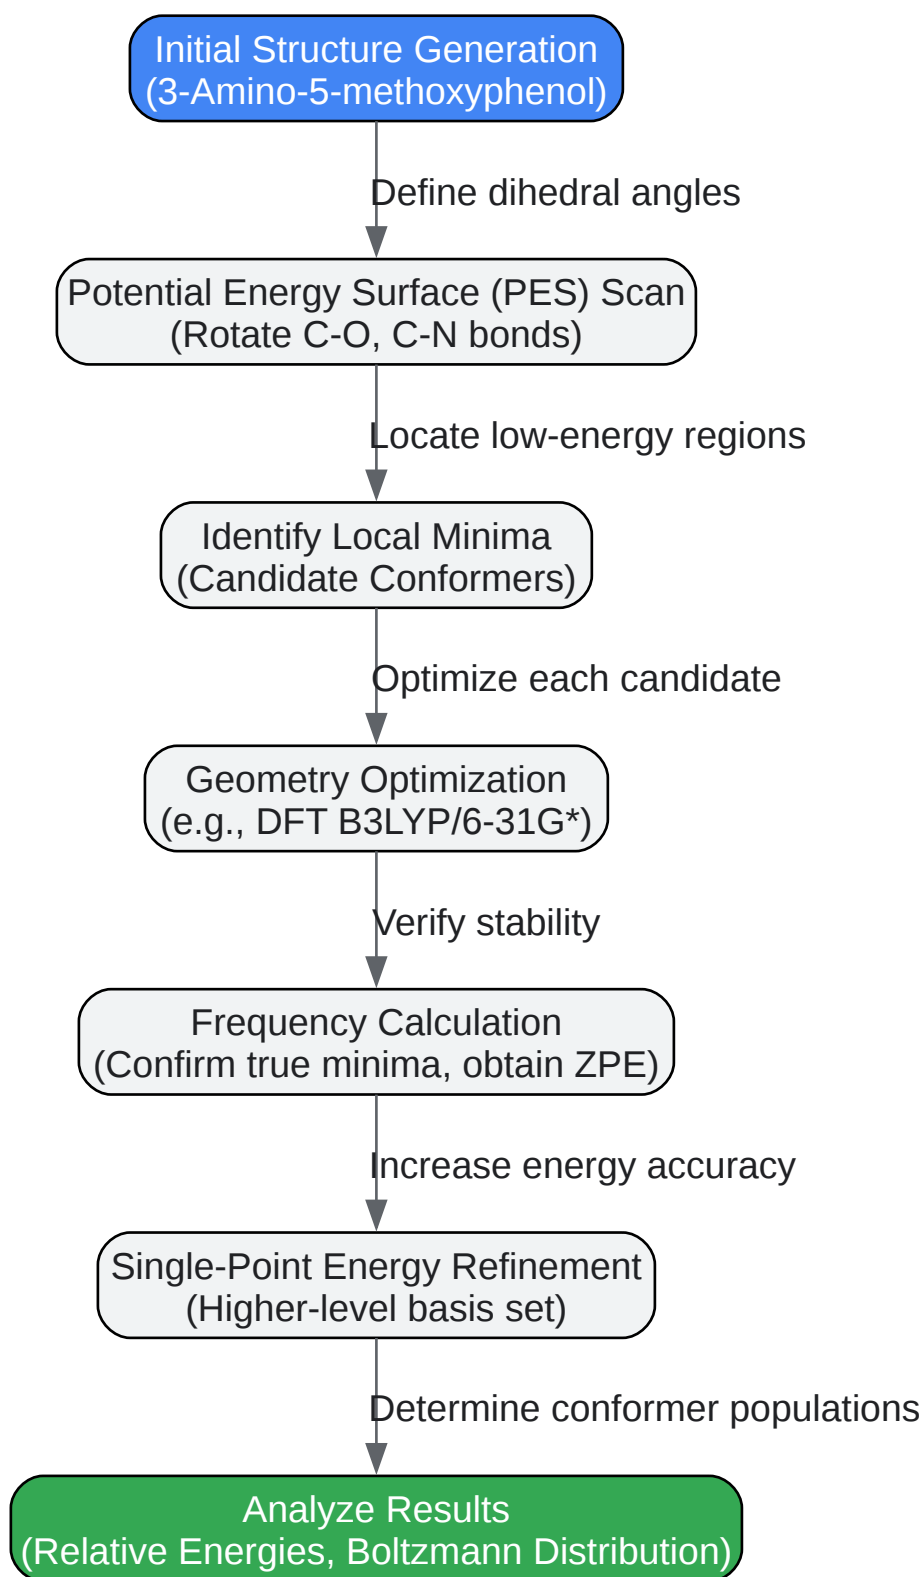 Initial Structure Generation
(3-Amino-5-methoxyphenol)
Define dihedral angles
Potential Energy Surface (PES) Scan
(Rotate C-O, C-N bonds)
Locate low-energy regions
Identify Local Minima
(Candidate Conformers)
Optimize each candidate
Geometry Optimization
(e.g., DFT B3LYP/6-31G*)
Verify stability
Frequency Calculation
(Confirm true minima, obtain ZPE)
Increase energy accuracy
Single-Point Energy Refinement
(Higher-level basis set)
Determine conformer populations
Analyze Results
(Relative Energies, Boltzmann Distribution)